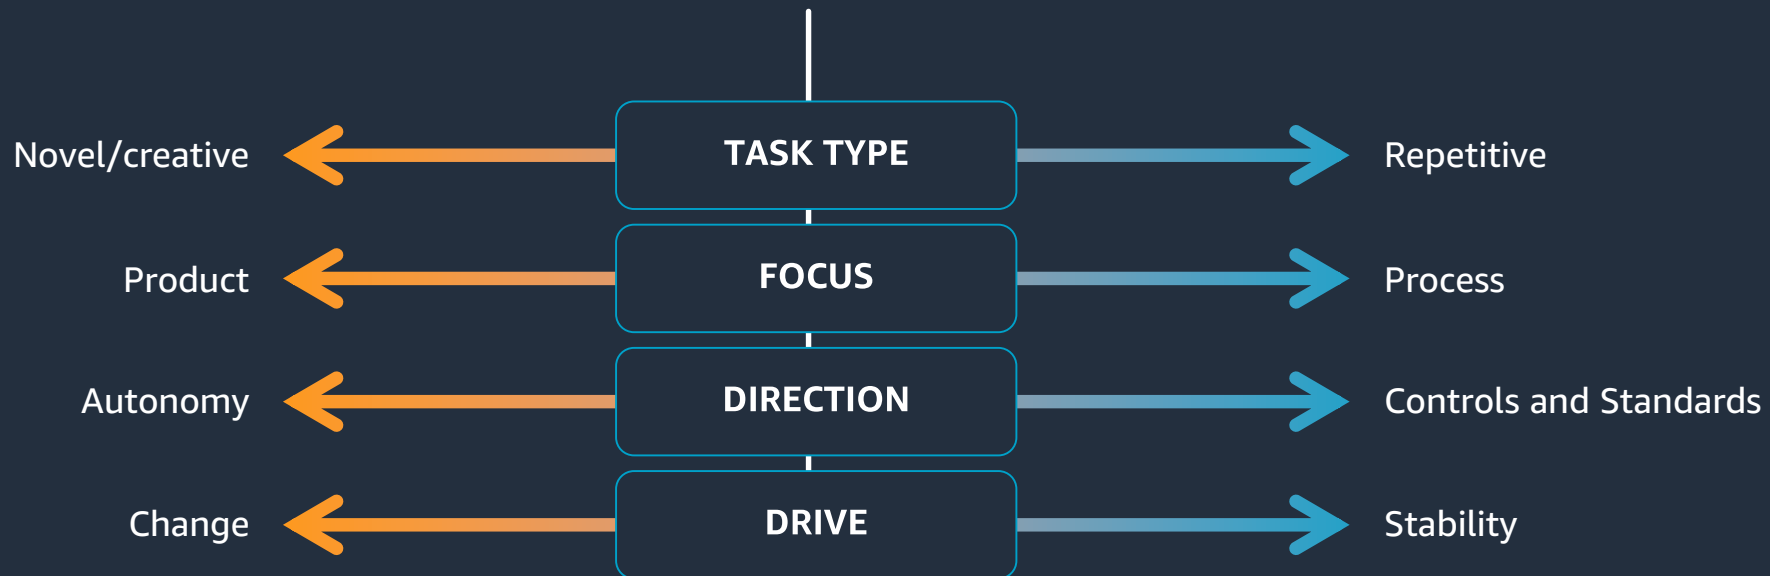 Novel/creative
TASK TYPE
Repetitive
Product
FOCUS
Process
Autonomy
DIRECTION
Controls and Standards
Change
DRIVE
Stability